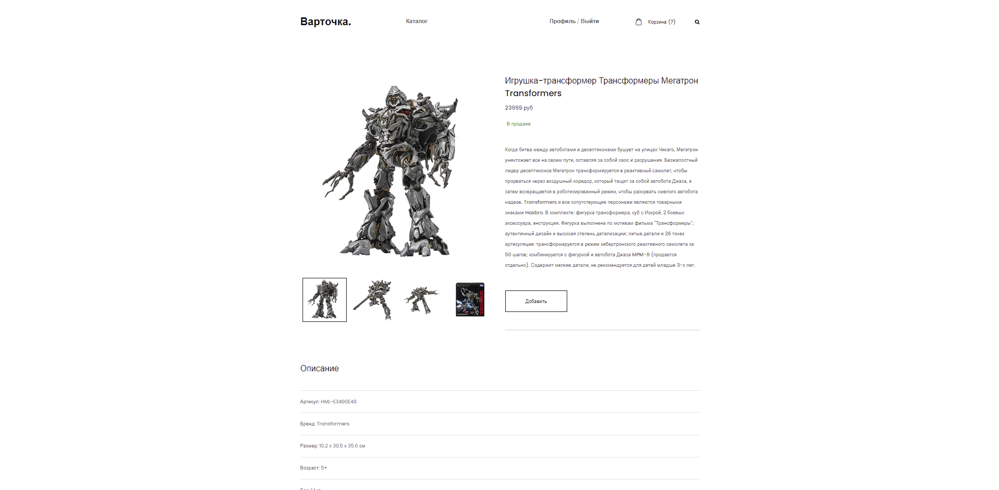 Варточка.
Каталог
Профиль / Выйти
Корзина (7)
Игрушка-трансформер Трансформеры Мегатрон
Transformers
23999 руб
В продаже
Когда битва между автоботами и десептиконами бушует на улицах Чикаго, Мегатрон
уничтожает все на своем пути, оставляя за собой хаос и разрушения. Безжалостный
лидер десептиконов Мегатрон трансформируется в реактивный самолет, чтобы
прорваться через воздушный коридор, который тащит за собой автобота Джаза, а
затем возвращается в роботизированный режим, чтобы разорвать смелого автобота
надвое. Transformers и все сопутствующие персонажи являются товарными
знаками Hasbro. В комплекте: фигурка трансформера, куб с Искрой, 2 боевых
аксессуара, инструкция. Фигурка выполнена по мотивам фильма "Трансформеры";
аутентичный дизайн и высокая степень детализации; литые детали и 26 точек
артикуляции: трансформируется в режим кибертронского реактивного самолета за
50 шагов; комбинируется с фигуркой и автобота Джаза MPM-9 (продается
отдельно). Содержит мелкие детали, не рекомендуется для детей младше 3-х лет.
TRANSFORMERS
Добавить
Описание
Артикул: HML-E3490E48
Бренд: Transformers
Размер: 10.2 x 30.5 x 35.6 см
Возраст: 5+